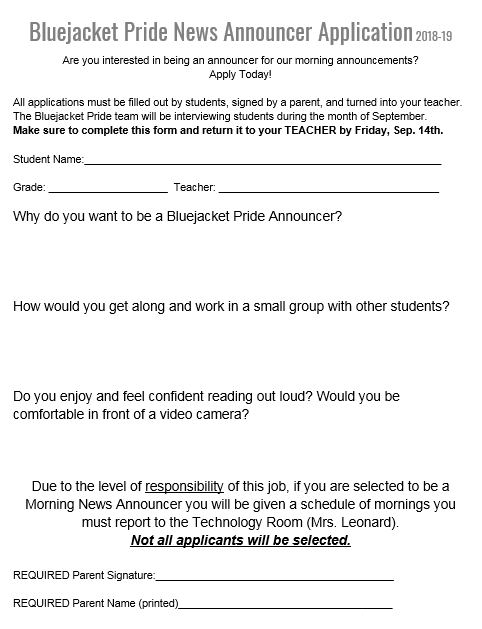 Bluejacket Pride News Announcer Application 2018-19
Are you interested in being an announcer for our morning announcements?
Apply Today!
All applications must be filled out by students, signed by a parent, and turned into your teacher.
The Bluejacket Pride team will be interviewing students during the month of September.
Make sure to complete this form and return it to your TEACHER by Friday, Sep. 14th.
Student Name:
Grade: Teacher:
Why do you want to be a Bluejacket Pride Announcer?
How would you get along and work in a small group with other students?
Do you enjoy and feel confident reading out loud? Would you be
comfortable in front of a video camera?
Due to the level of responsibility of this job, if you are selected to be a
Morning News Announcer you will be given a schedule of mornings you
must report to the Technology Room (Mrs. Leonard).
Not all applicants will be selected.
REQUIRED Parent Signature:
REQUIRED Parent Name (printed)